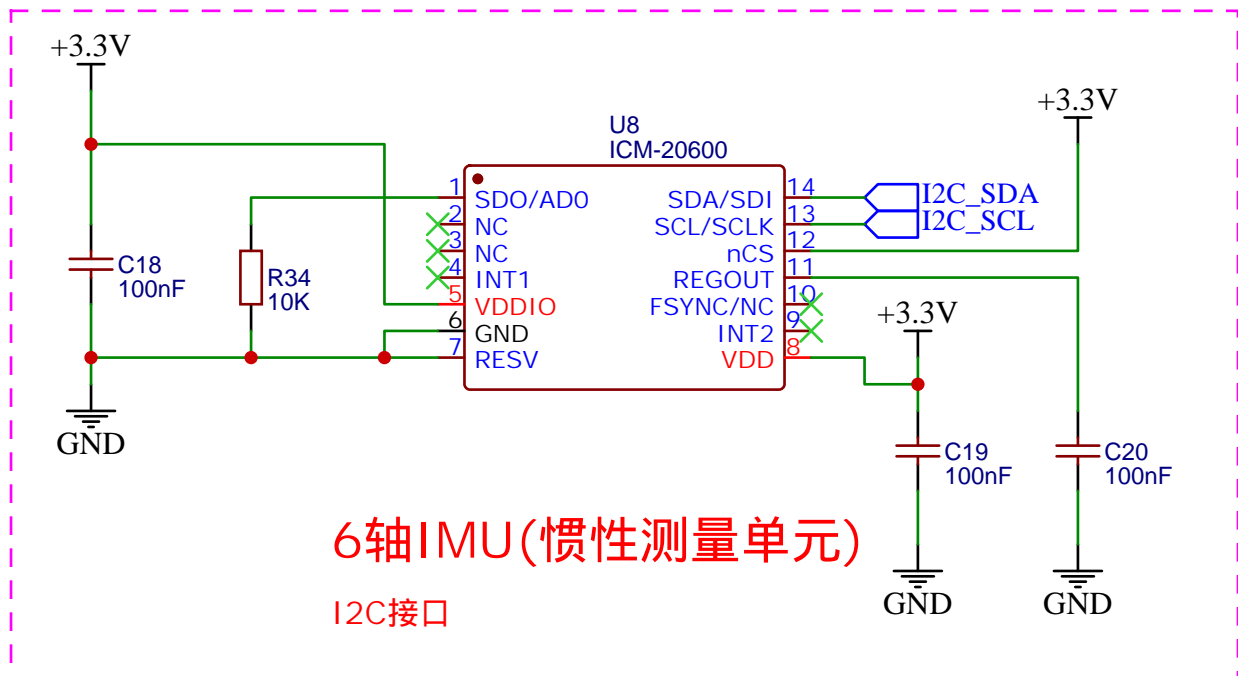 +3.3V
+3.3V
U8
ICM-20600
1
SDO/AD0
SDA/SDI
14
I2C_SDA
2
NC
SCL/SCLK
13
I2C_SCL
3
NC
nCS
12
C18
100nF
R34
10K
4
INT1
REGOUT
11
5
VDDIO
FSYNC/NC
10
+3.3V
6
GND
INT2
9
7
RESV
VDD
8
GND
C19
100nF
C20
100nF
6轴IMU(惯性测量单元)
I2C接口
GND
GND